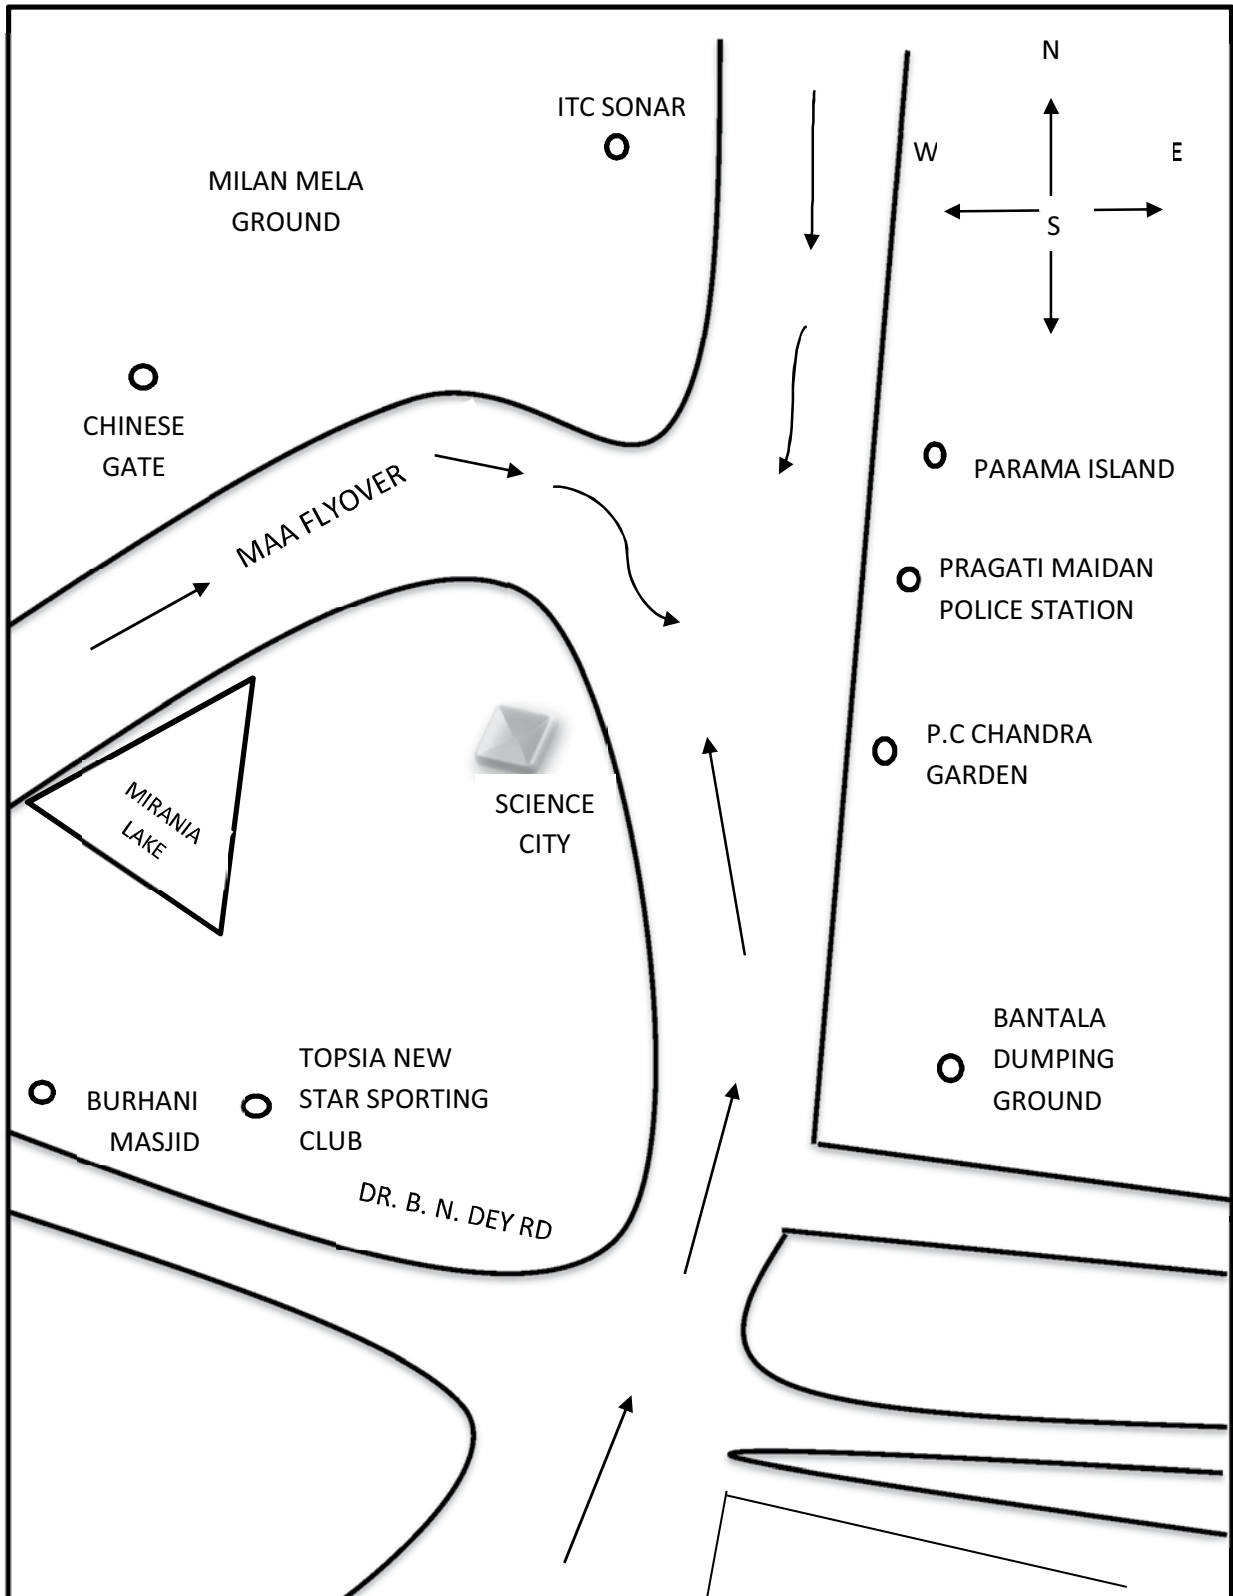 N
ITC SONAR
W
E
MILAN MELA
GROUND
S
CHINESE
GATE
PARAMA ISLAND
MAA FLYOVER
PRAGATI MAIDAN
POLICE STATION
P.C CHANDRA
GARDEN
MIRANIA
LAKE
SCIENCE
CITY
BANTALA
DUMPING
GROUND
TOPSIA NEW
STAR SPORTING
CLUB
BURHANI
MASJID
DR. B. N. DEY RD